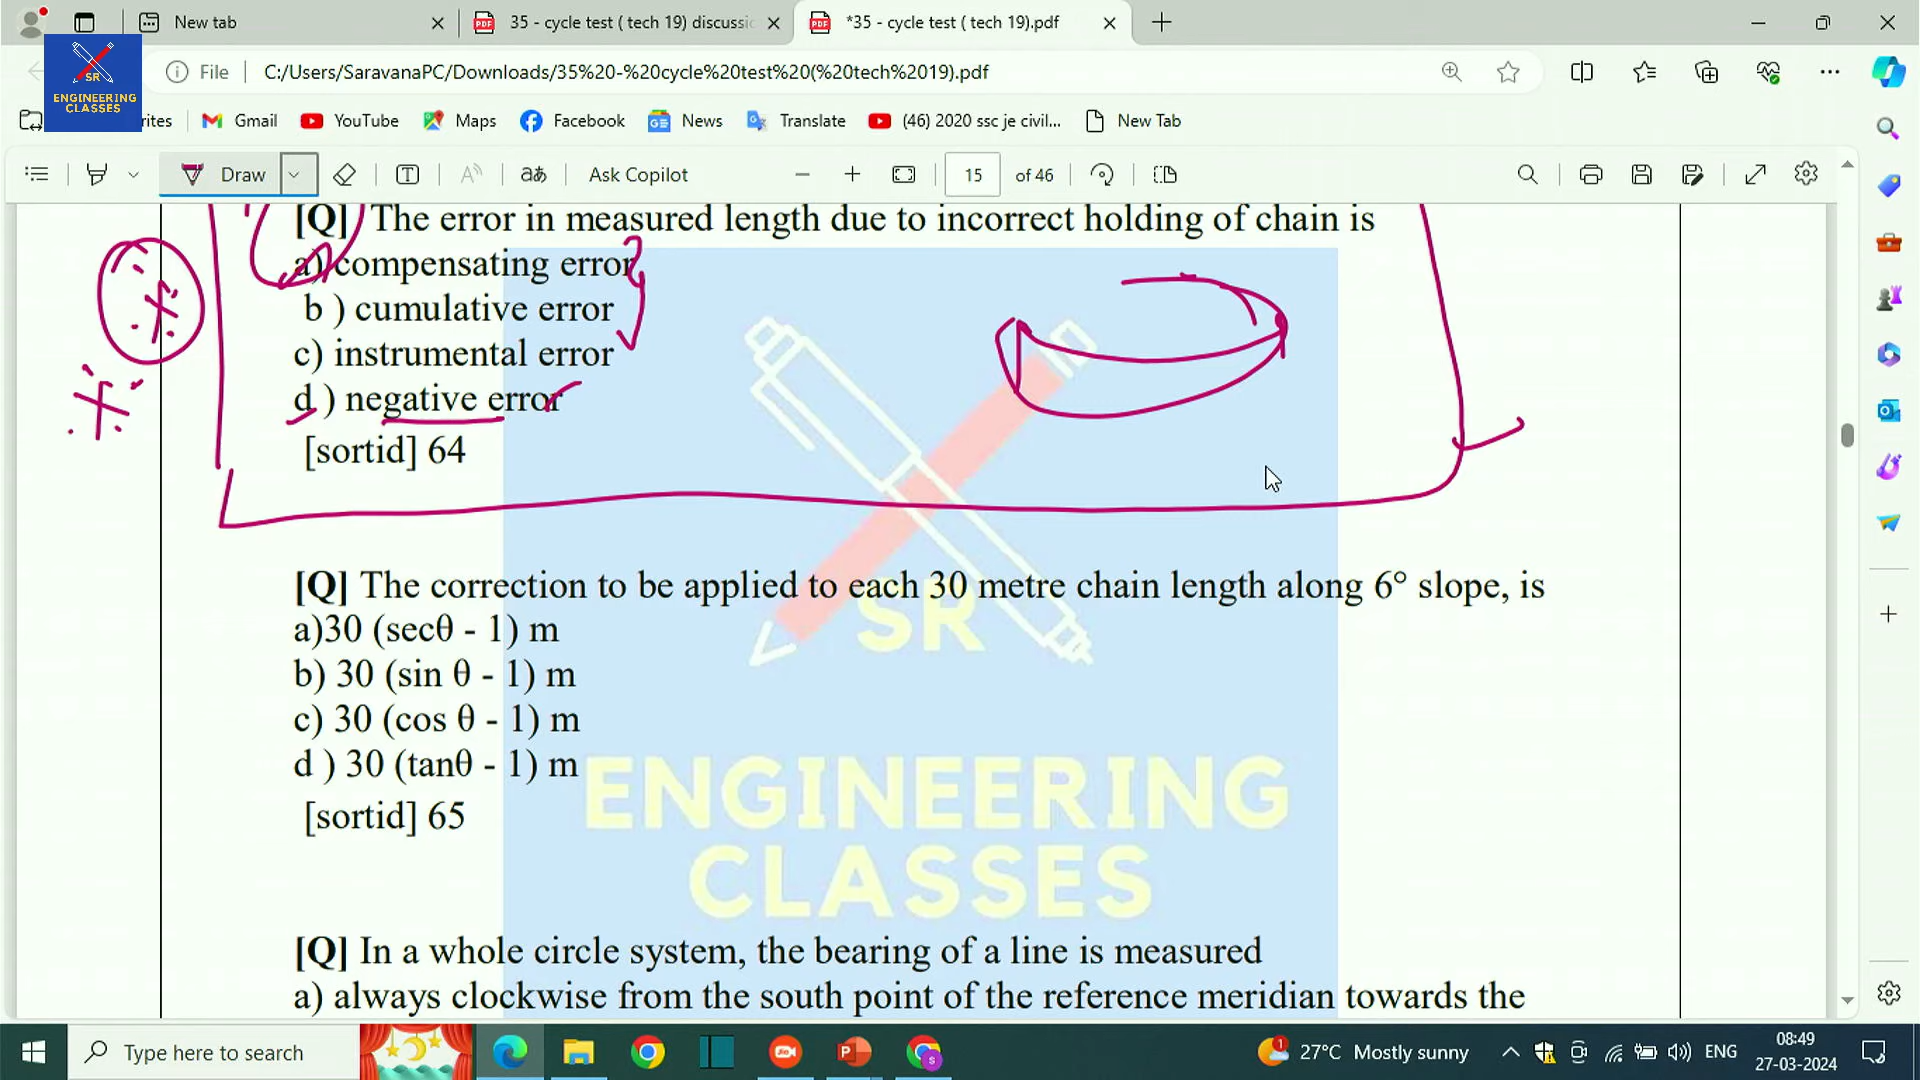 New tab
35 - cycle test ( tech 19) discussi
*35 - cycle test ( tech 19).pdf
File
C:/Users/SaravanaPC/Downloads/35%20-%20cycle%20test%20(%20tech%2019).pdf
SR
ENGINEERING
CLASSES
rites
Gmail
YouTube
Maps
Facebook
News
Translate
(46) 2020 ssc je civil...
New Tab
Draw
Ask Copilot
15
of 46
[Q] The error in measured length due to incorrect holding of chain is
a) compensating error
b ) cumulative error
c) instrumental error
d ) negative error
[sortid] 64
[Q] The correction to be applied to each 30 metre chain length along 6° slope, is
a)30 (secθ - 1) m
b) 30 (sin θ - 1) m
c) 30 (cos θ - 1) m
d ) 30 (tanθ - 1) m
[sortid] 65
SR
ENGINEERING
CLASSES
[Q] In a whole circle system, the bearing of a line is measured
a) always clockwise from the south point of the reference meridian towards the
Type here to search
1
27°C Mostly sunny
ENG
08:49
27-03-2024